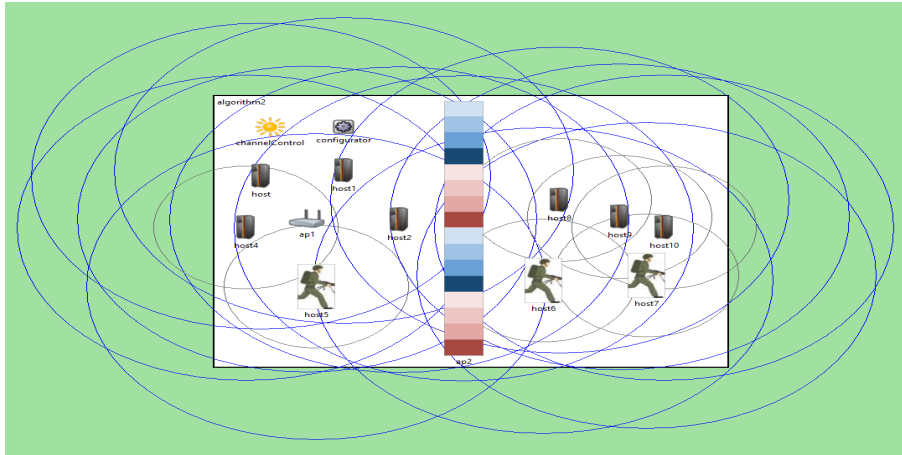 algorithm2
channelControl
configurator
host
host1
host4
ap1
host2
host8
host9
host10
host5
host6
host7
ap2